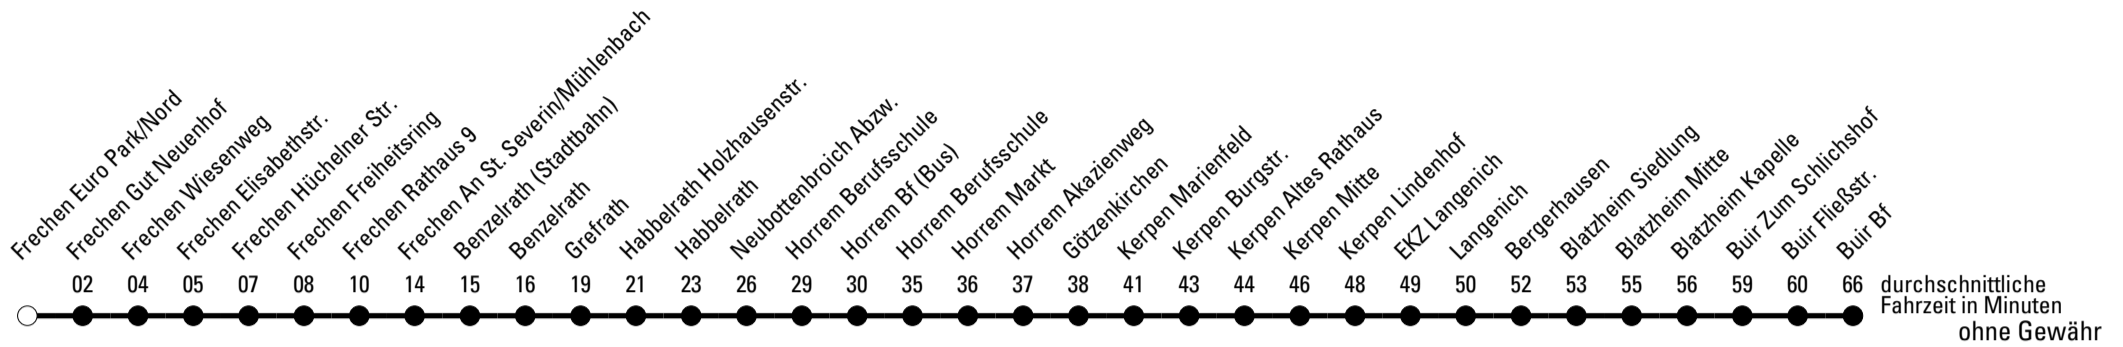 Frechen Euro Park/Nord
Frechen Gut Neuenhof
Frechen Wiesenweg
Frechen Elisabethstr.
Frechen Hüchelner Str.
Frechen Freiheitsring
Frechen Rathaus 9
Frechen An St. Severin/Mühlenbach
Benzelrath (Stadtbahn)
Benzelrath
Grefrath
Habbelrath Holzhausenstr.
Habbelrath
Neubottenbroich Abzw.
Horrem Berufsschule
Horrem Bf (Bus)
Horrem Berufsschule
Horrem Markt
Horrem Akazienweg
Götzenkirchen
Kerpen Marienfeld
Kerpen Burgstr.
Kerpen Altes Rathaus
Kerpen Mitte
Kerpen Lindenhof
EKZ Langenich
Langenich
Bergerhausen
Blatzheim Siedlung
Blatzheim Mitte
Blatzheim Kapelle
Buir Zum Schlichshof
Buir Fließstr.
Buir Bf
02 04 05 07 08 10 14 15 16 19 21 23 26 29 30 35 36 37 38 41 43 44 46 48 49 50 52 53 55 56 59 60 66 durchschnittliche
Fahrzeit in Minuten
ohne Gewähr